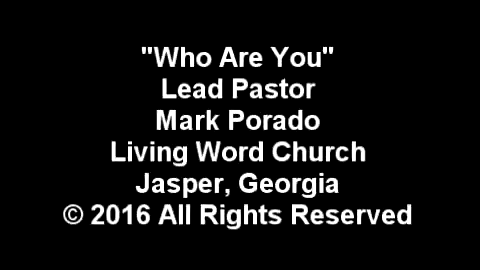 "Who Are You"
Lead Pastor
Mark Porado
Living Word Church
Jasper, Georgia
© 2016 All Rights Reserved